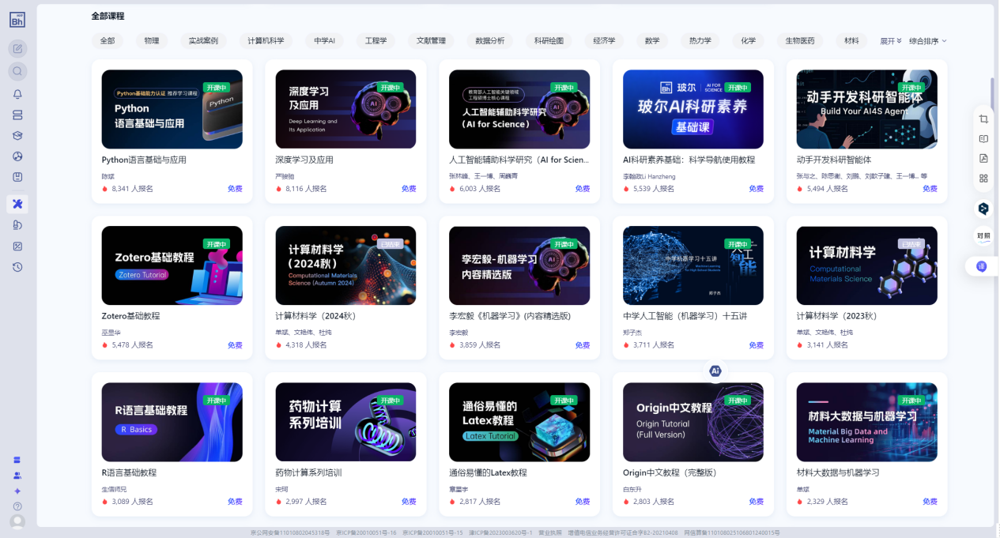 Bh
全部课程
全部 物理 实战案例 计算机科学 中学AI 工程学 文献管理 数据分析 科研绘图 经济学 数学 热力学 化学 生物医药 材料 展开 综合排序
Python基础能力认证 推荐学习课程
开课中
Python
语言基础与应用
Python
Python语言基础与应用
陈斌
8,341 人报名 免费
深度学习
及应用
开课中
Deep Learning and
Its Application
AI
深度学习及应用
严骏驰
8,116 人报名 免费
教育部人工智能关键领域
工程硕博士核心课程
开课中
人工智能辅助科学研究
(AI for Science)
AI
人工智能辅助科学研究（AI for Scien...
张林峰、王一博、周巍青
6,003 人报名 免费
Bh 玻尔 AI FOR SCIENCE
开课中
玻尔AI科研素养
基础课
AI科研素养基础：科学导航使用教程
李翰政Li Hanzheng
5,539 人报名 免费
开课中
动手开发科研智能体
Build Your AI4S Agent
动手开发科研智能体
5,494 人报名 免费
开课中
Zotero基础教程
Zotero Tutorial
Zotero基础教程
巫显华
5,478 人报名 免费
已结束
计算材料学
（2024秋）
Computational Materials
Science (Autumn 2024)
计算材料学（2024秋）
单斌、文艳伟、杜纯
4,318 人报名 免费
开课中
李宏毅-机器学习
内容精选版
AI
李宏毅《机器学习》(内容精选版)
李宏毅
3,859 人报名 免费
开课中
人工
智能
中学机器学习十五讲
Machine Learning
for High School Students
郑子杰
中学人工智能（机器学习）十五讲
郑子杰
3,711 人报名 免费
已结束
计算材料学
Computational
Materials Science
计算材料学（2023秋）
单斌、文艳伟、杜纯
3,141 人报名 免费
Ai
开课中
R语言基础教程
R Basics
R语言基础教程
生信师兄
3,089 人报名 免费
开课中
药物计算
系列培训
药物计算系列培训
宋珂
2,997 人报名 免费
开课中
通俗易懂的
Latex教程
Latex Tutorial
通俗易懂的Latex教程
章星宇
2,817 人报名 免费
开课中
Origin中文教程
Origin Tutorial
(Full Version)
Origin中文教程（完整版）
白东升
2,803 人报名 免费
开课中
材料大数据与机器学习
Material Big Data and
Machine Learning
材料大数据与机器学习
单斌
2,329 人报名 免费
对照
译
京公网安备11010802045318号 京ICP备20010051号-16 京ICP备20010051号-15 津ICP备2023003620号-1 营业执照 增值电信业务经营许可证合字B2-20210408 网信算备110108025106801240015号